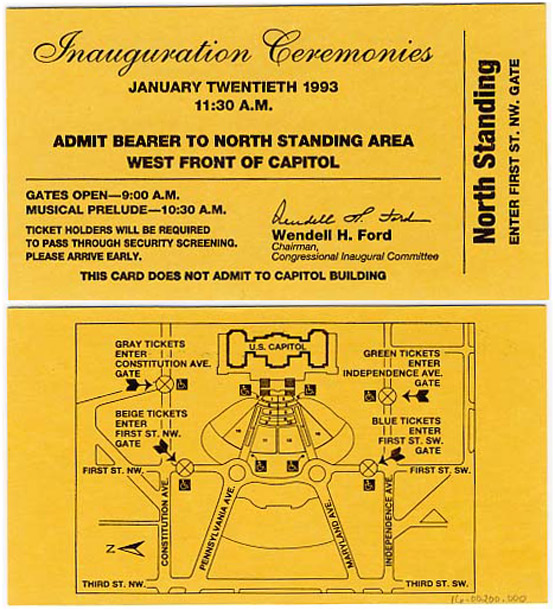 Inauguration Ceremonies
JANUARY TWENTIETH 1993
11:30 A.M.
ADMIT BEARER TO NORTH STANDING AREA
WEST FRONT OF CAPITOL
GATES OPEN—9:00 A.M.
MUSICAL PRELUDE—10:30 A.M.
TICKET HOLDERS WILL BE REQUIRED
TO PASS THROUGH SECURITY SCREENING.
PLEASE ARRIVE EARLY.
Wendell H. Ford
Wendell H. Ford
Chairman,
Congressional Inaugural Committee
THIS CARD DOES NOT ADMIT TO CAPITOL BUILDING
North Standing
ENTER FIRST ST. NW. GATE
U.S. CAPITOL
GRAY TICKETS
ENTER
CONSTITUTION AVE.
GATE
GREEN TICKETS
ENTER
INDEPENDENCE AVE.
GATE
BEIGE TICKETS
ENTER
FIRST ST. NW.
GATE
BLUE TICKETS
ENTER
FIRST ST. SW.
GATE
FIRST ST. NW.
FIRST ST. SW.
CONSTITUTION AVE.
PENNSYLVANIA AVE.
MARYLAND AVE.
INDEPENDENCE AVE.
N
THIRD ST. NW.
THIRD ST. SW.